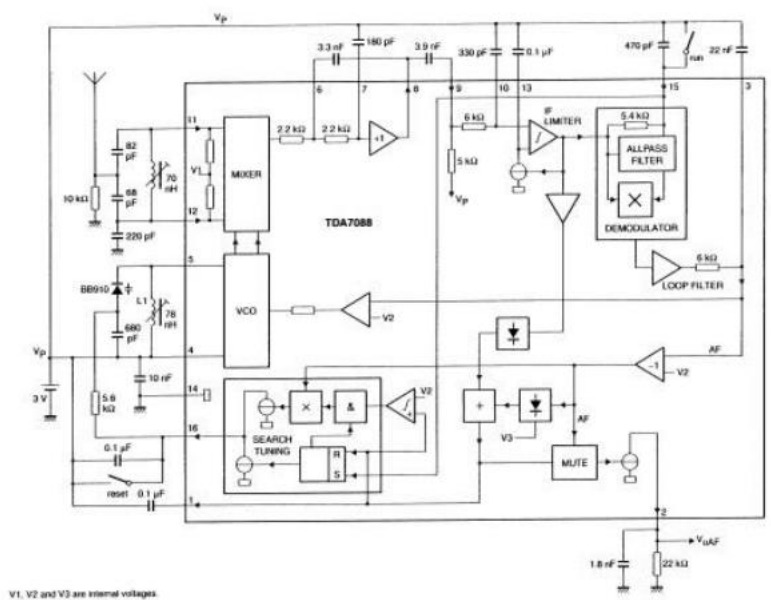 VP
3.3 nF
180 pF
3.9 nF
330 pF
0.1 µF
470 pF
run
22 nF
6
7
8
9
10
13
15
3
82
pF
70
nH
10 kΩ
68
pF
220 pF
11
V1
12
MIXER
2.2 kΩ
2.2 kΩ
+1
6 kΩ
5 kΩ
VP
IF
LIMITER
5.4 kΩ
ALLPASS
FILTER
×
DEMODULATOR
TDA7088
6 kΩ
LOOP FILTER
5
BB910
L1
78
nH
680
pF
VCO
V2
VP
4
3 V
10 nF
14
5.6
kΩ
16
0.1 µF
reset
0.1 µF
1
AF
−1
V2
×
&
V2
+
SEARCH
TUNING
R
S
+
V3
AF
MUTE
2
1.8 nF
22 kΩ
VoAF
V1, V2 and V3 are internal voltages.